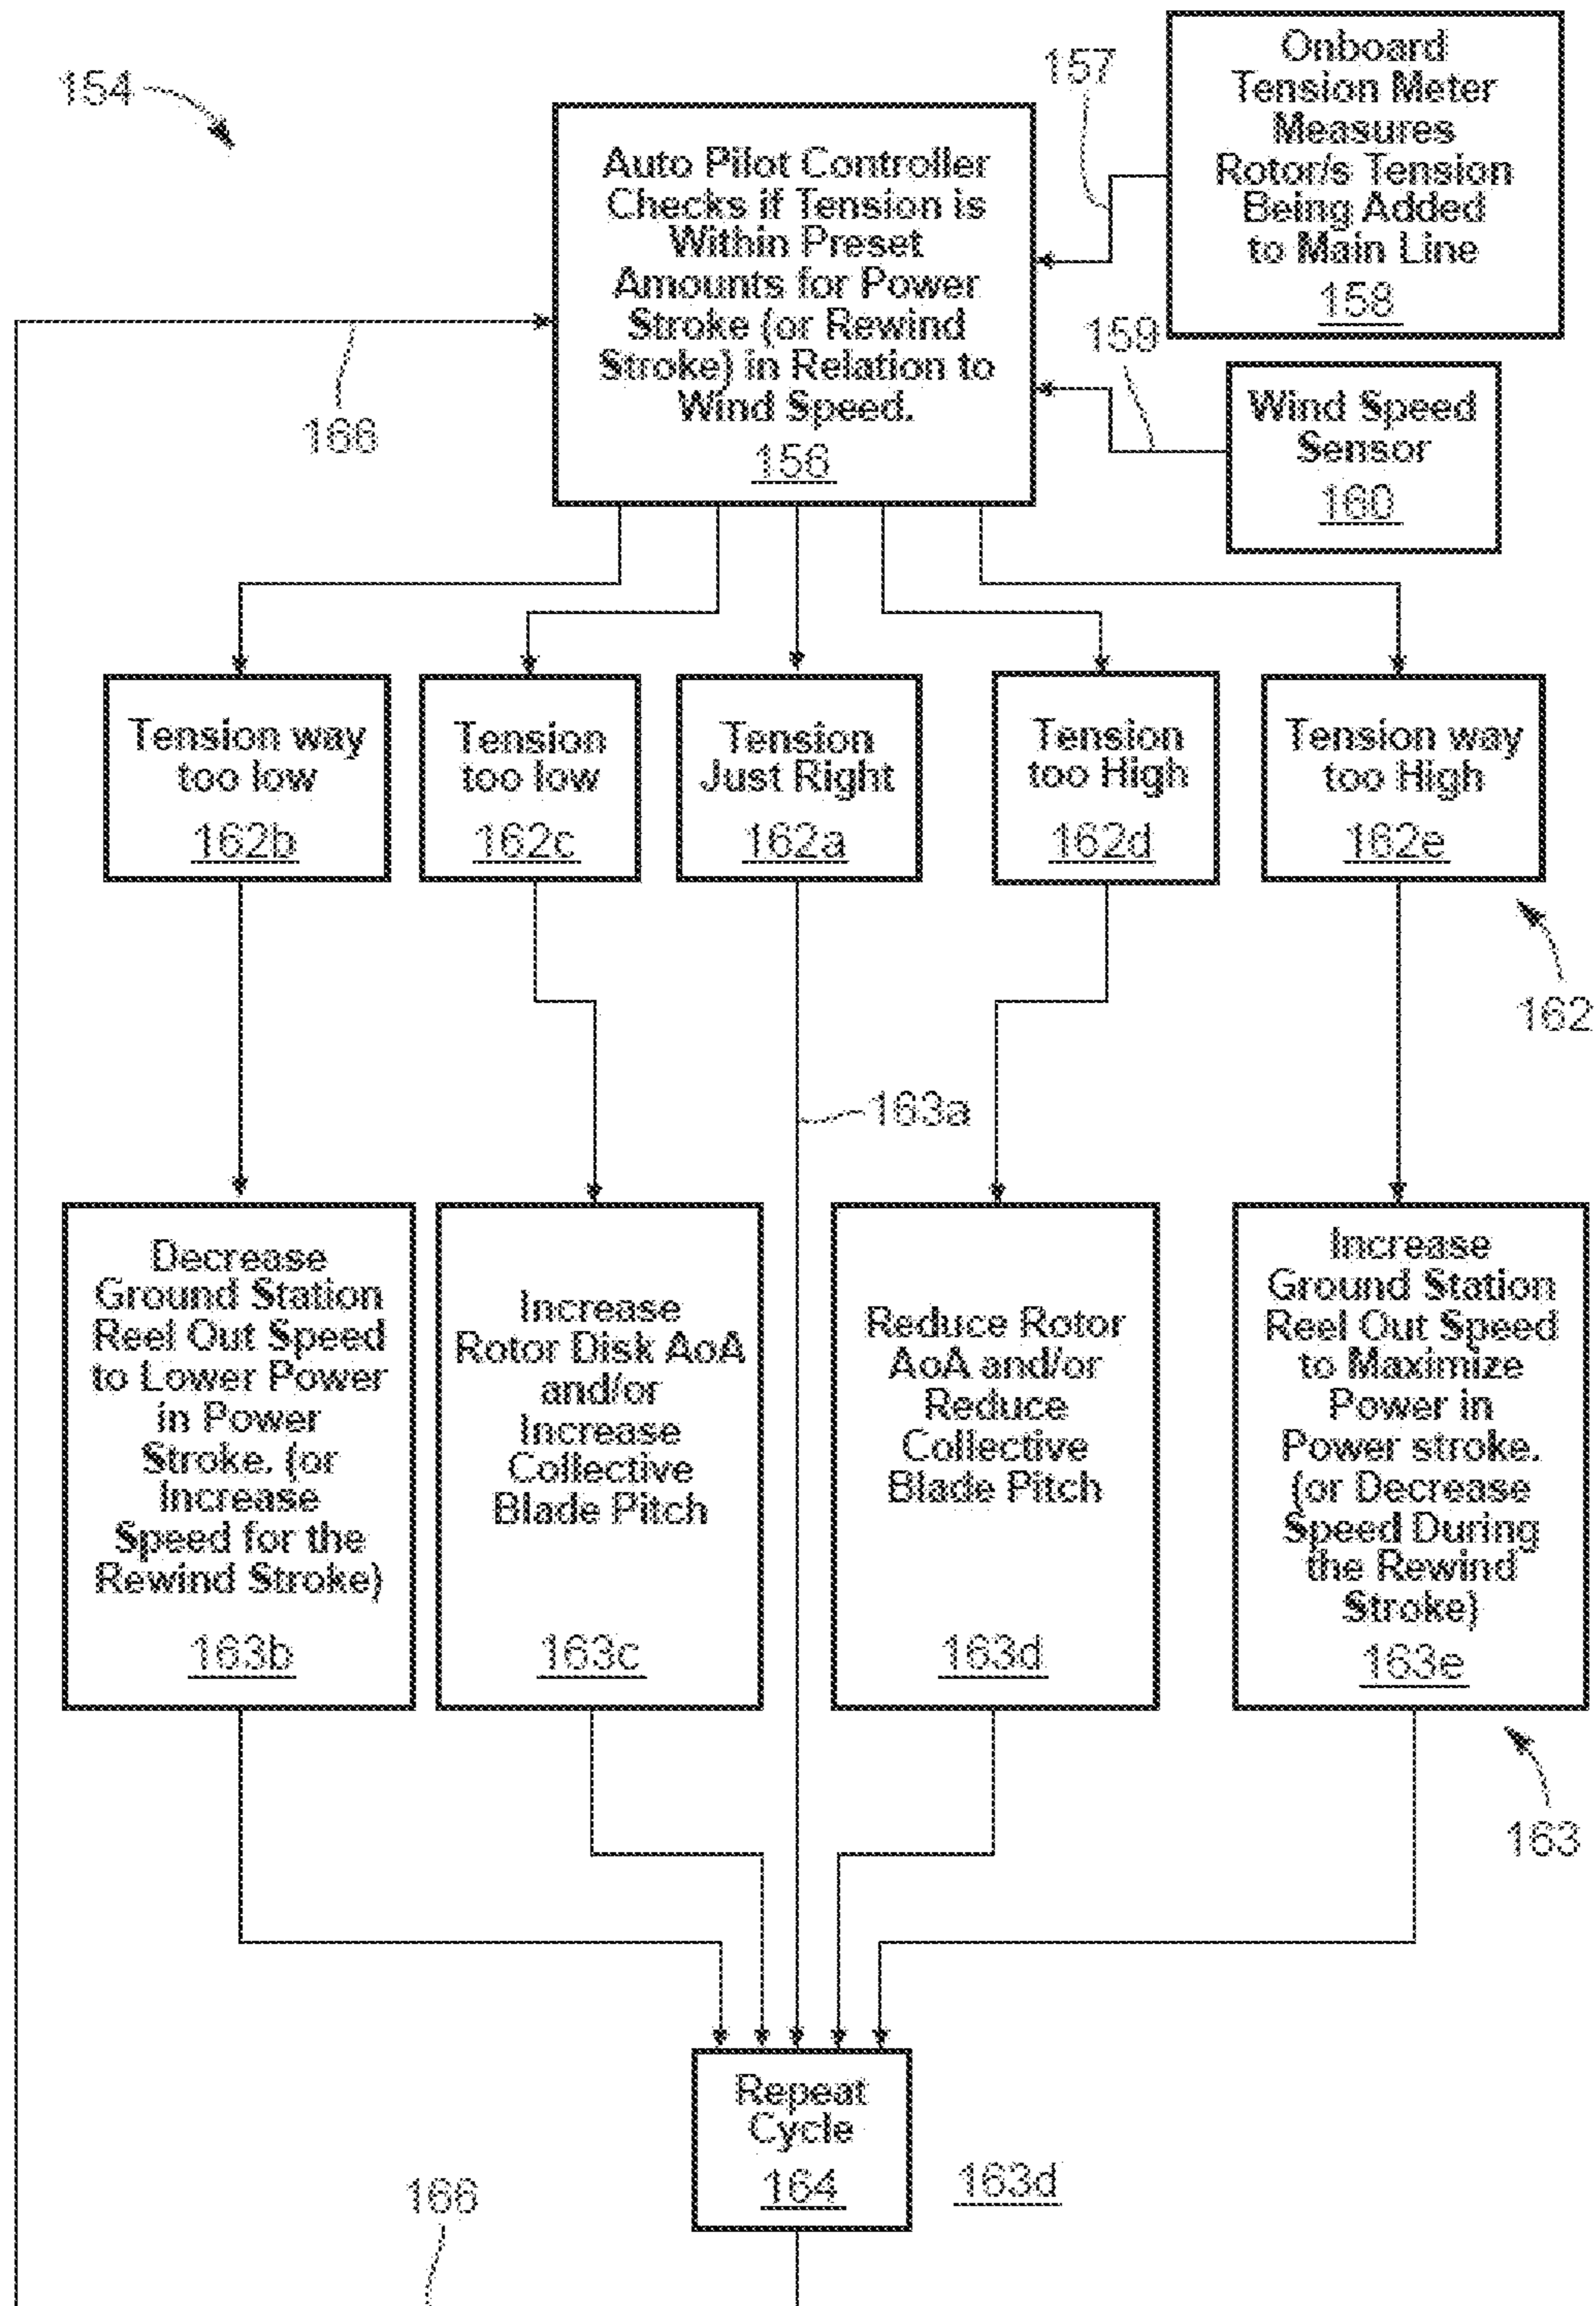 154
157
Onboard
Tension Meter
Measures
Rotor/s Tension
Being Added
to Main Line
158
Auto Pilot Controller
Checks if Tension is
Within Preset
Amounts for Power
Stroke (or Rewind
Stroke) in Relation to
Wind Speed.
156
166
159
Wind Speed
Sensor
160
Tension way
too low
162b
Tension
too low
162c
Tension
Just Right
162a
Tension
too High
162d
Tension way
too High
162e
162
163a
Decrease
Ground Station
Reel Out Speed
to Lower Power
in Power
Stroke. (or
Increase
Speed for the
Rewind Stroke)
163b
Increase
Rotor Disk AoA
and/or
Increase
Collective
Blade Pitch
163c
Reduce Rotor
AoA and/or
Reduce
Collective
Blade Pitch
163d
Increase
Ground Station
Reel Out Speed
to Maximize
Power in
Power stroke.
(or Decrease
Speed During
the Rewind
Stroke)
163e
163
Repeat
Cycle
164
163d
166